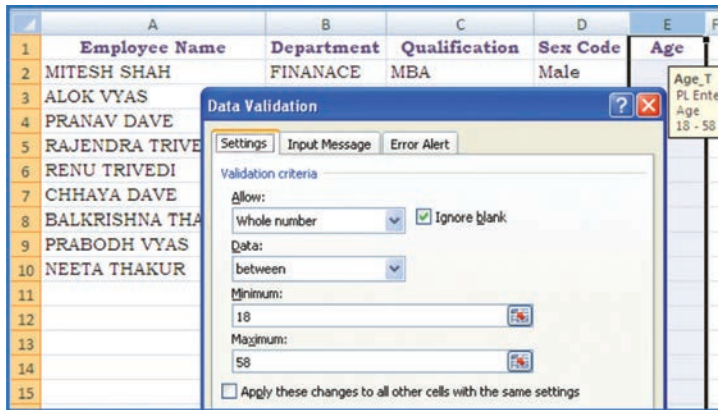 A B C D E F
1 Employee Name Department Qualification Sex Code Age
2 MITESH SHAH FINANACE MBA Male
3 ALOK VYAS
4 PRANAV DAVE
5 RAJENDRA TRIVE
6 RENU TRIVEDI
7 CHHAYA DAVE
8 BALKRISHNA THA
9 PRABODH VYAS
10 NEETA THAKUR
11
12
13
14
15
Age_T
PL Ente
Age
18 - 58
Data Validation
Settings Input Message Error Alert
Validation criteria
Allow:
Whole number Ignore blank
Data:
between
Minimum:
18
Maximum:
58
Apply these changes to all other cells with the same settings